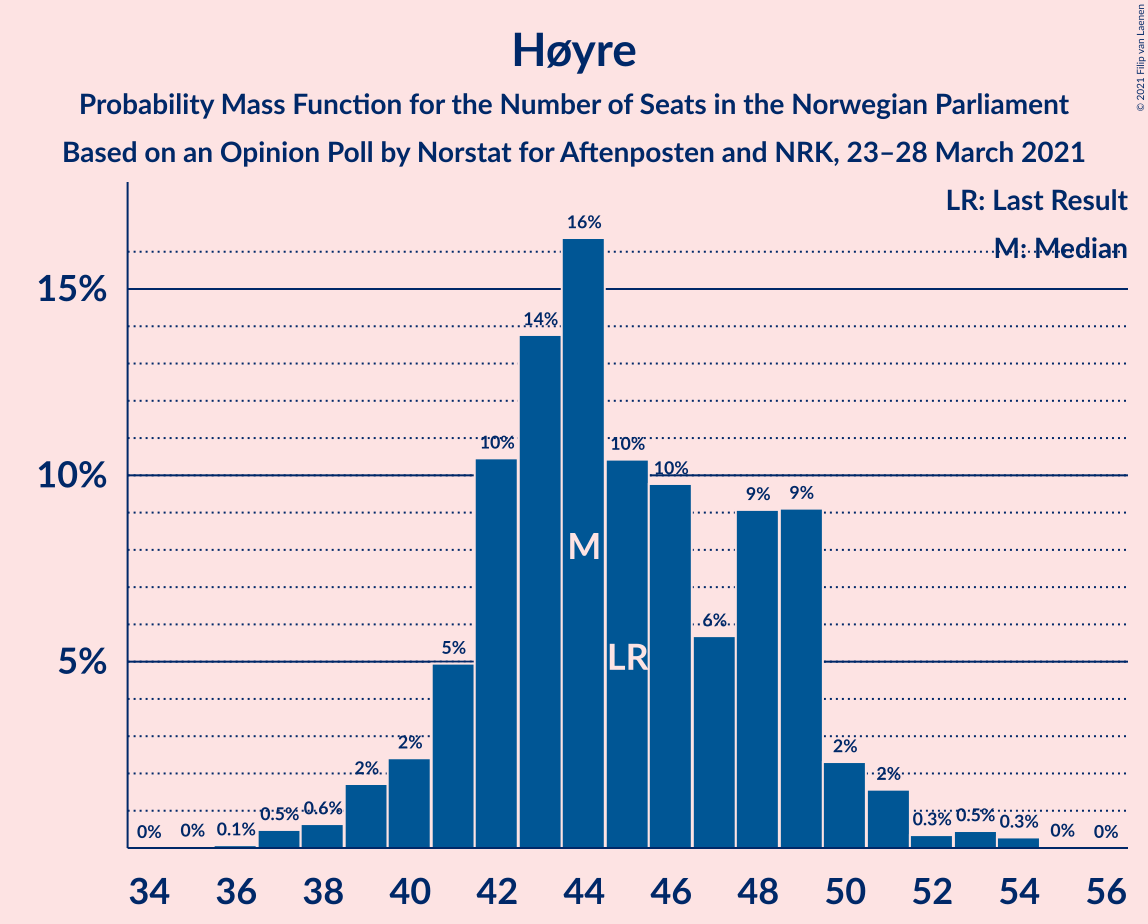 Høyre
Probability Mass Function for the Number of Seats in the Norwegian Parliament
Based on an Opinion Poll by Norstat for Aftenposten and NRK, 23–28 March 2021
© 2021 Filip van Laenen
LR: Last Result
M: Median
15%
10%
5%
0%
0%
0.1%
0.5%
0.6%
2%
2%
5%
10%
14%
16%
10%
10%
6%
9%
9%
2%
2%
0.3%
0.5%
0.3%
0%
0%
M
LR
34 36 38 40 42 44 46 48 50 52 54 56